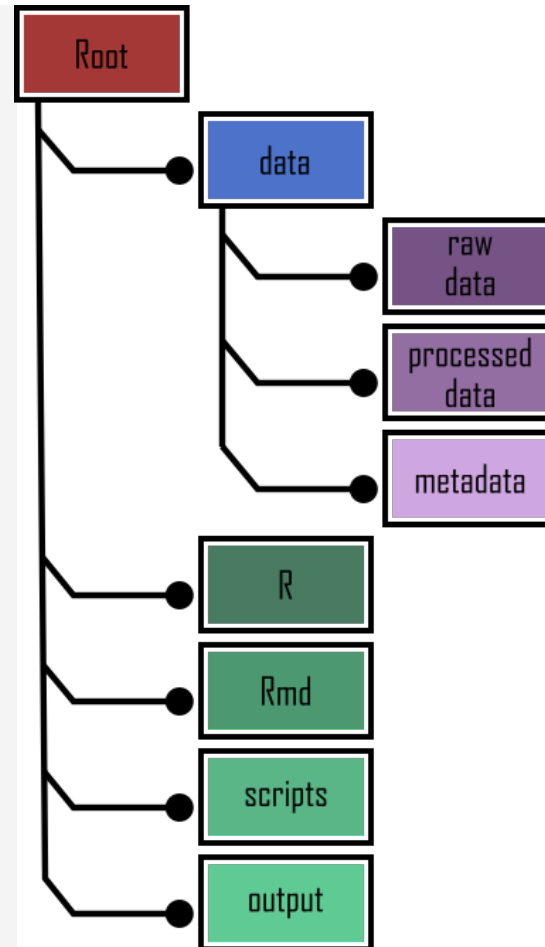 Root
data
raw
data
processed
data
metadata
R
Rmd
scripts
output